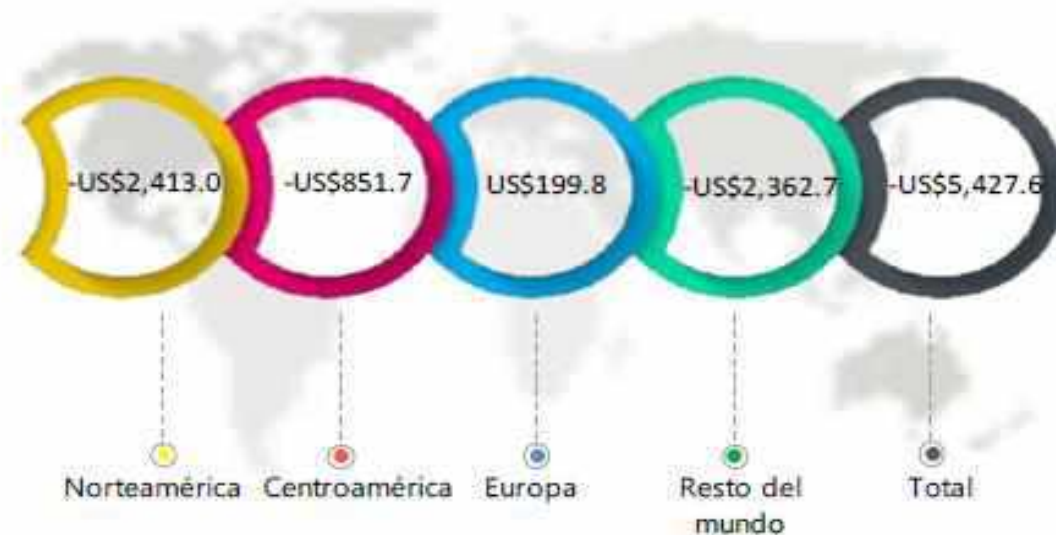 -US$2,413.0
-US$851.7
US$199.8
-US$2,362.7
-US$5,427.6
Norteamérica
Centroamérica
Europa
Resto del
mundo
Total